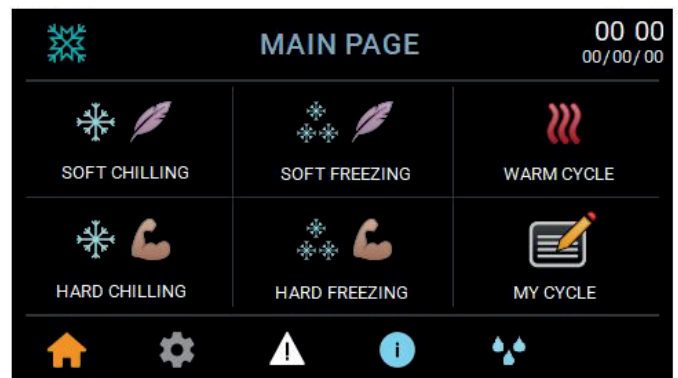 MAIN PAGE
00 00
00/00/00
SOFT CHILLING
SOFT FREEZING
WARM CYCLE
HARD CHILLING
HARD FREEZING
MY CYCLE